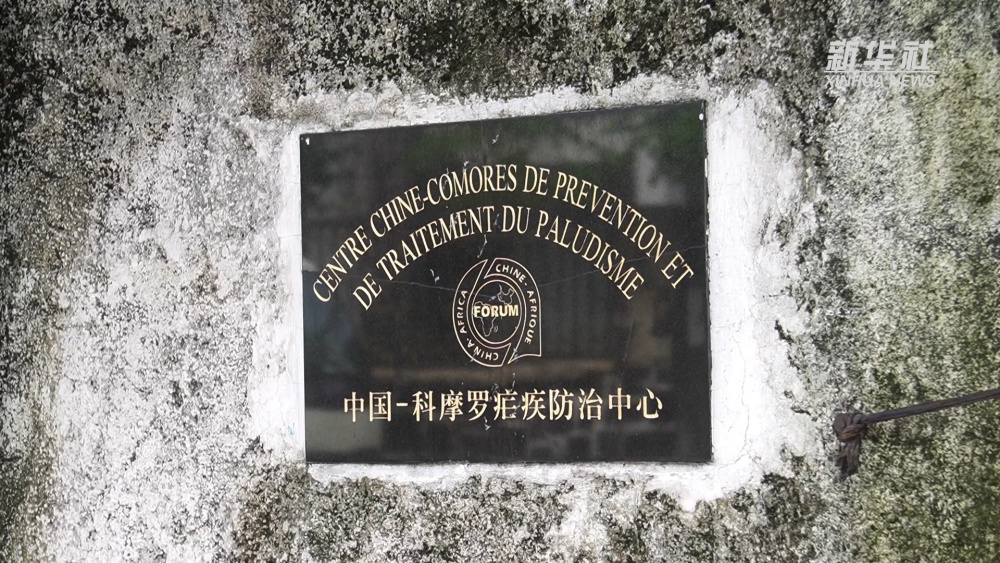 新华社
XINHUA NEWS
CENTRE CHINE-COMORES DE PREVENTION ET
DE TRAITEMENT DU PALUDISME
CHINE-AFRIQUE
FORUM
CHINA-AFRICA
中国-科摩罗疟疾防治中心